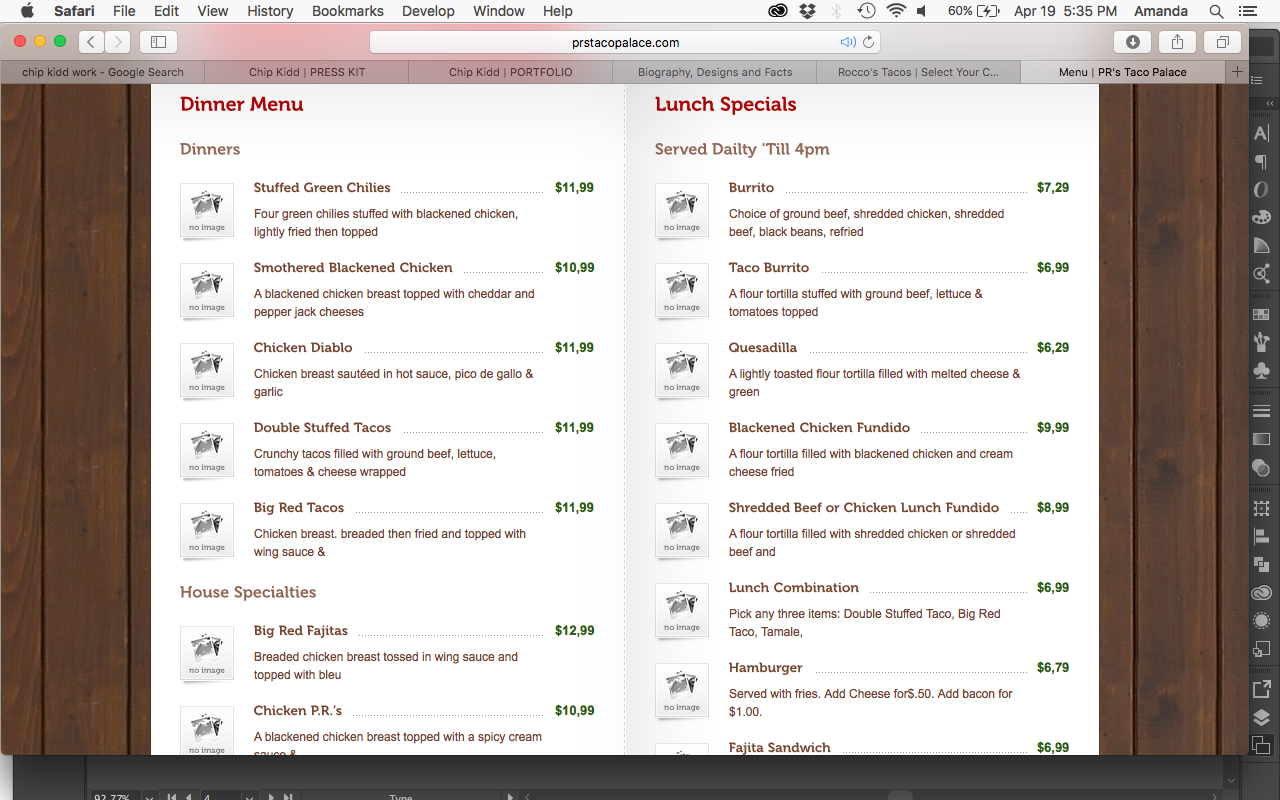 Safari File Edit View History Bookmarks Develop Window Help 60% Apr 19 5:35 PM Amanda
prstacopalace.com
chip kidd work - Google Search Chip Kidd | PRESS KIT Chip Kidd | PORTFOLIO Biography, Designs and Facts Rocco's Tacos | Select Your C... Menu | PR's Taco Palace
Dinner Menu
Dinners
Stuffed Green Chilies $11,99
no image
Four green chilies stuffed with blackened chicken,
lightly fried then topped
Smothered Blackened Chicken $10,99
no image
A blackened chicken breast topped with cheddar and
pepper jack cheeses
Chicken Diablo $11,99
no image
Chicken breast sautéed in hot sauce, pico de gallo &
garlic
Double Stuffed Tacos $11,99
no image
Crunchy tacos filled with ground beef, lettuce,
tomatoes & cheese wrapped
Big Red Tacos $11,99
no image
Chicken breast. breaded then fried and topped with
wing sauce &
House Specialties
Big Red Fajitas $12,99
no image
Breaded chicken breast tossed in wing sauce and
topped with bleu
Chicken P.R.'s $10,99
no image
A blackened chicken breast topped with a spicy cream
sauce &
Lunch Specials
Served Dailty 'Till 4pm
Burrito $7,29
no image
Choice of ground beef, shredded chicken, shredded
beef, black beans, refried
Taco Burrito $6,99
no image
A flour tortilla stuffed with ground beef, lettuce &
tomatoes topped
Quesadilla $6,29
no image
A lightly toasted flour tortilla filled with melted cheese &
green
Blackened Chicken Fundido $9,99
no image
A flour tortilla filled with blackened chicken and cream
cheese fried
Shredded Beef or Chicken Lunch Fundido $8,99
no image
A flour tortilla filled with shredded chicken or shredded
beef and
Lunch Combination $6,99
no image
Pick any three items: Double Stuffed Taco, Big Red
Taco, Tamale,
Hamburger $6,79
no image
Served with fries. Add Cheese for$.50. Add bacon for
$1.00.
Fajita Sandwich $6,99
92.77% 4 Type